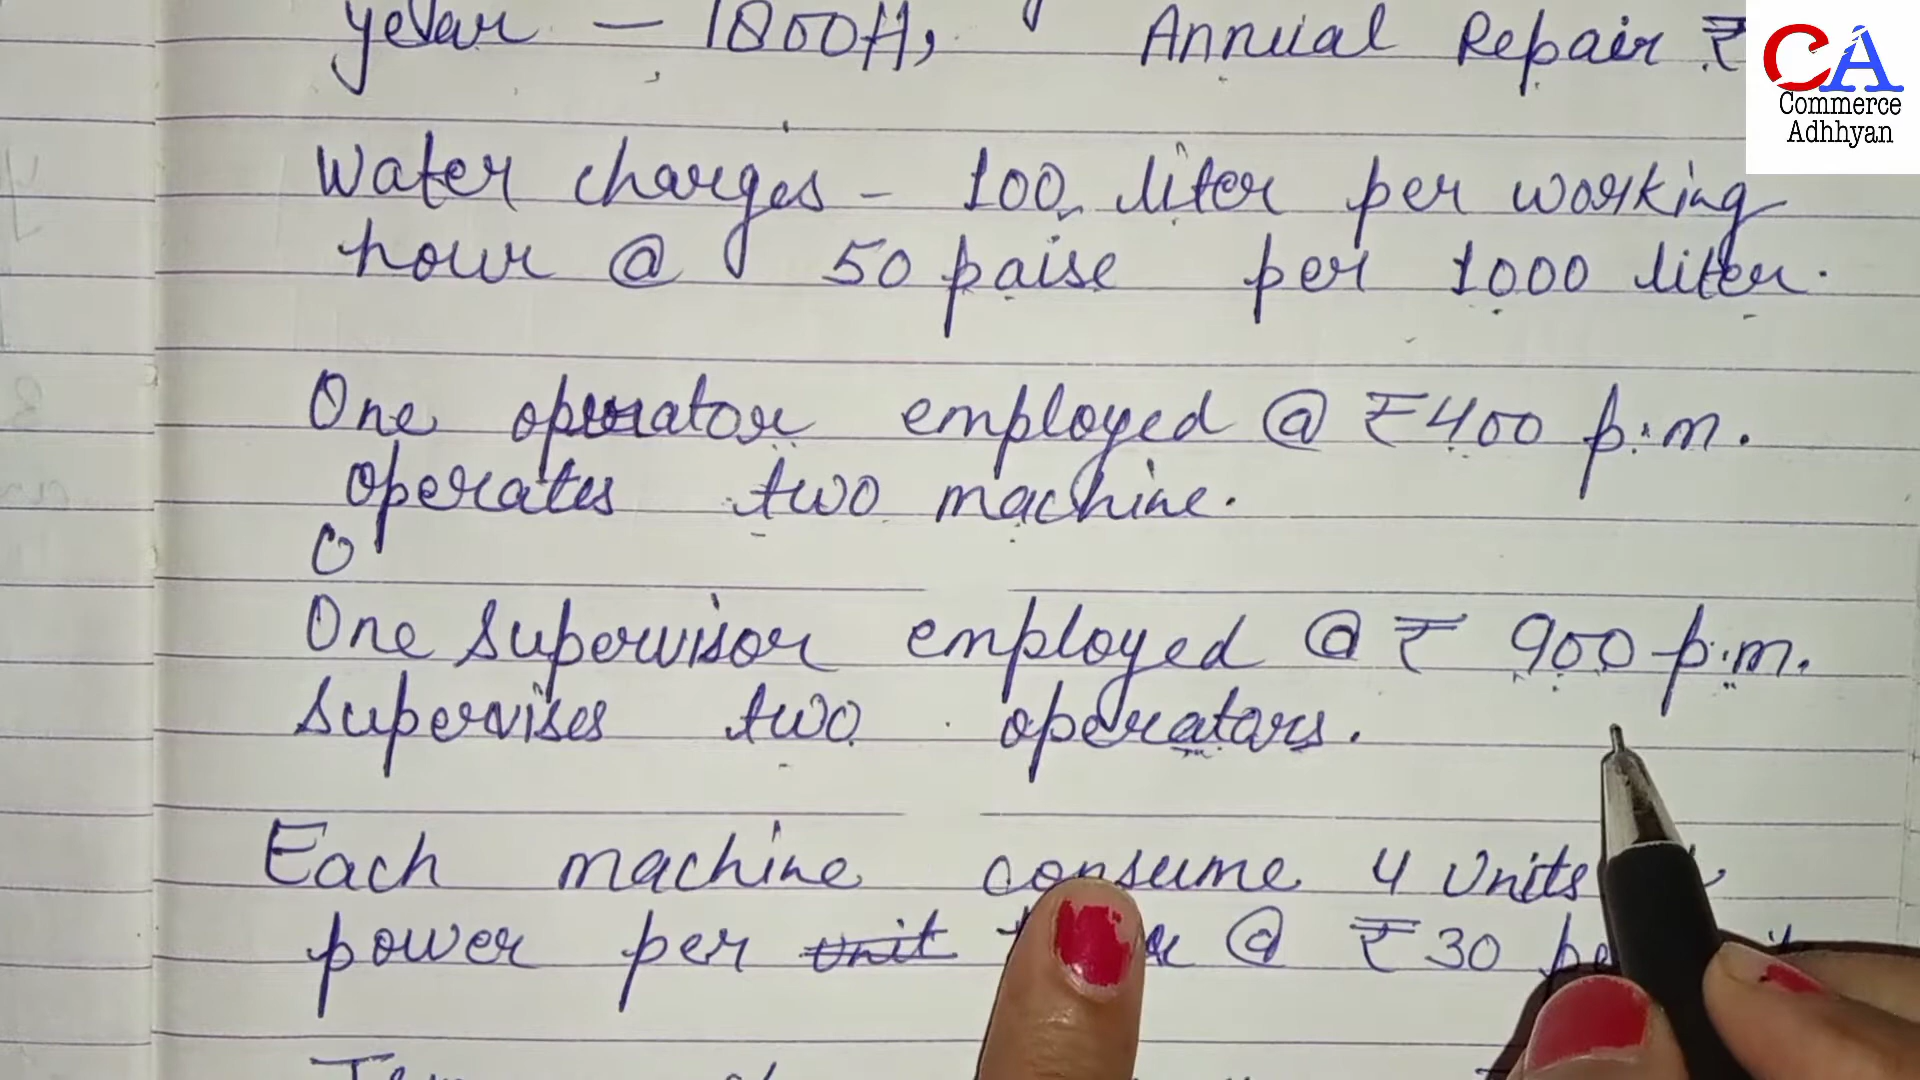 year - 1800H, Annual Repair ₹
CA
Commerce
Adhhyan
Water charges - 100 liter per working
hour @ 50 paise per 1000 liter.
One operator employed @ ₹400 p.m.
operates two machine.
O
One supervisor employed @ ₹ 900 p.m.
supervises two operators.
Each machine consume 4 Units
power per unit @ ₹30